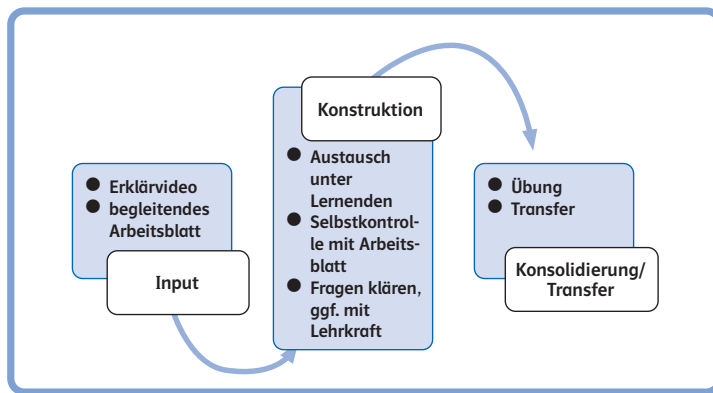 ● Erklärvideo
● begleitendes
Arbeitsblatt
Input
Konstruktion
● Austausch
unter
Lernenden
● Selbstkontrol-
le mit Arbeits-
blatt
● Fragen klären,
ggf. mit
Lehrkraft
● Übung
● Transfer
Konsolidierung/
Transfer